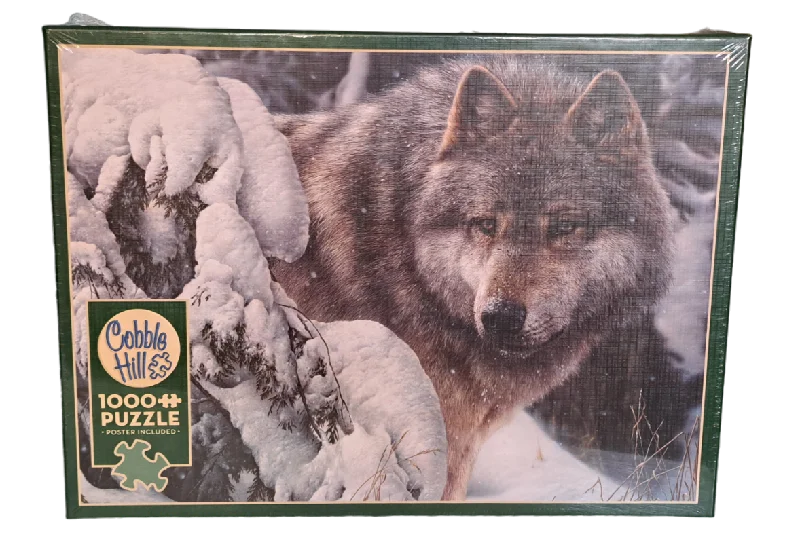 Cobble
Hill
1000
PUZZLE
• POSTER INCLUDED •